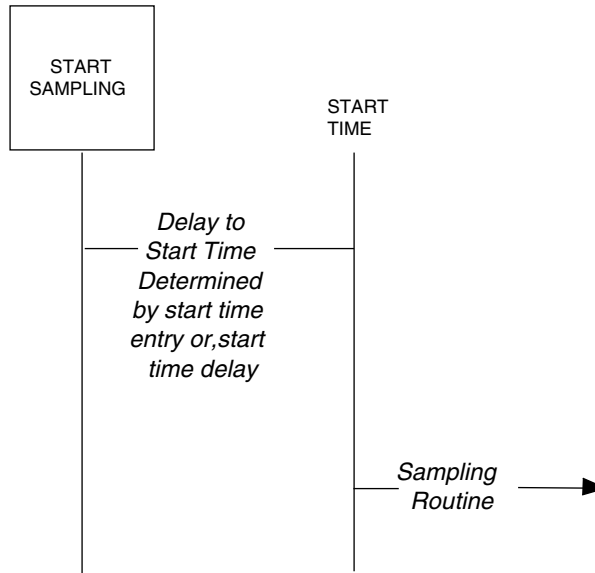 START
SAMPLING
START
TIME
Delay to
Start Time
Determined
by start time
entry or,start
time delay
Sampling
Routine